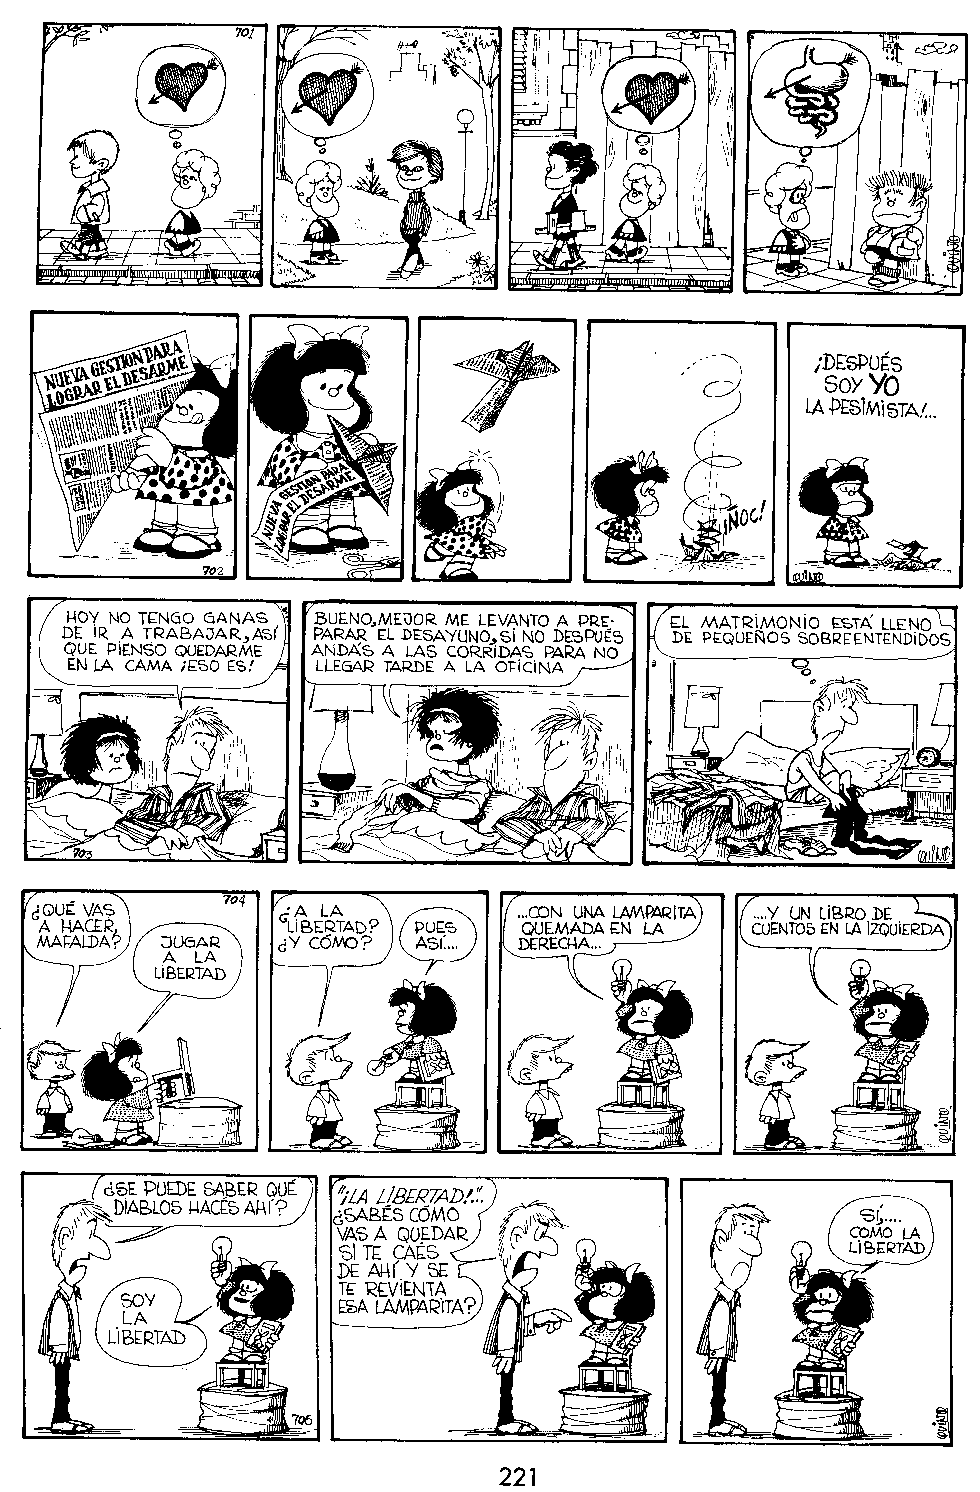 701
QUINO
NUEVA GESTION PARA
LOGRAR EL DESARME
702
NUEVA GESTION PARA
LOGRAR EL DESARME
¡ÑOC!
¡DESPUÉS
SOY YO
LA PESIMISTA!...
QUINO
HOY NO TENGO GANAS
DE IR A TRABAJAR, ASÍ
QUE PIENSO QUEDARME
EN LA CAMA ¡ESO ES!
703
BUENO, MEJOR ME LEVANTO A PRE-
PARAR EL DESAYUNO, SI NO DESPUÉS
ANDÁS A LAS CORRIDAS PARA NO
LLEGAR TARDE A LA OFICINA
EL MATRIMONIO ESTÁ LLENO
DE PEQUEÑOS SOBREENTENDIDOS
QUINO
704
¿QUÉ VAS
A HACER,
MAFALDA?
JUGAR
A LA
LIBERTAD
¿A LA
LIBERTAD?
¿Y CÓMO?
PUES
ASÍ...
...CON UNA LAMPARITA
QUEMADA EN LA
DERECHA...
....Y UN LIBRO DE
CUENTOS EN LA IZQUIERDA
QUINO
¿SE PUEDE SABER QUÉ
DIABLOS HACÉS AHÍ?
SOY
LA
LIBERTAD
705
"¡LA LIBERTAD!"...
¿SABÉS CÓMO
VAS A QUEDAR
SI TE CAES
DE AHÍ Y SE
TE REVIENTA
ESA LAMPARITA?
SÍ,....
COMO LA
LIBERTAD
QUINO
221